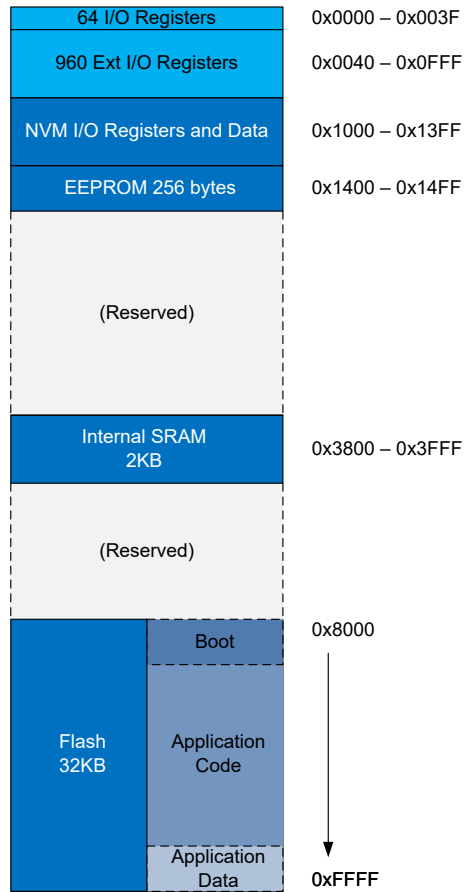 64 I/O Registers 0x0000 – 0x003F
960 Ext I/O Registers 0x0040 – 0x0FFF
NVM I/O Registers and Data 0x1000 – 0x13FF
EEPROM 256 bytes 0x1400 – 0x14FF
(Reserved)
Internal SRAM
2KB
0x3800 – 0x3FFF
(Reserved)
0x8000
Boot
Flash
32KB
Application
Code
Application
Data
0xFFFF